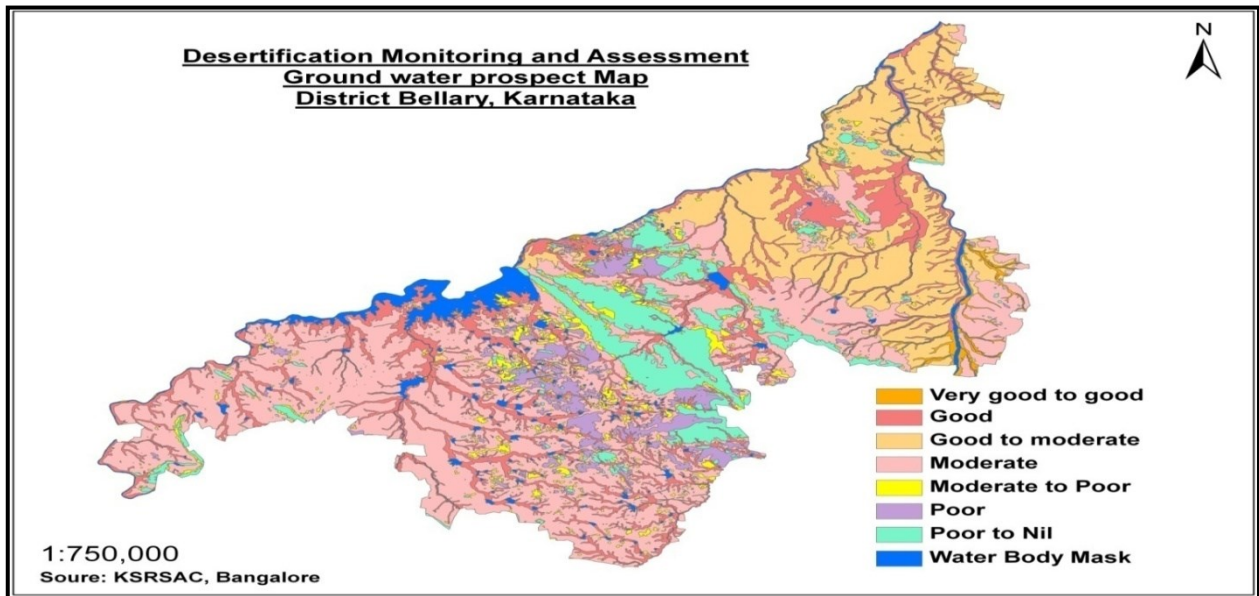 Desertification Monitoring and Assessment
Ground water prospect Map
District Bellary, Karnataka
N
Very good to good
Good
Good to moderate
Moderate
Moderate to Poor
Poor
Poor to Nil
Water Body Mask
1:750,000
Soure: KSRSAC, Bangalore